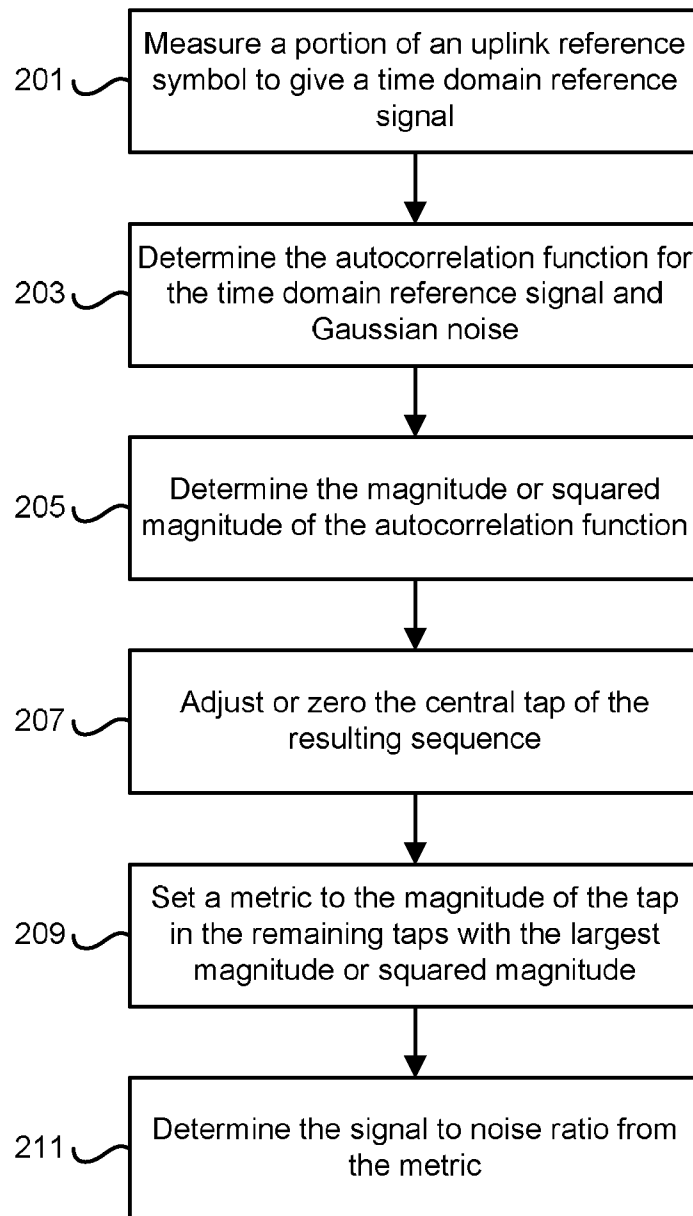 Measure a portion of an uplink reference
201
symbol to give a time domain reference
signal
Determine the autocorrelation function for
203
the time domain reference signal and
Gaussian noise
205
Determine the magnitude or squared
magnitude of the autocorrelation function
207
Adjust or zero the central tap of the
resulting sequence
Set a metric to the magnitude of the tap
209
in the remaining taps with the largest
magnitude or squared magnitude
211
Determine the signal to noise ratio from
the metric